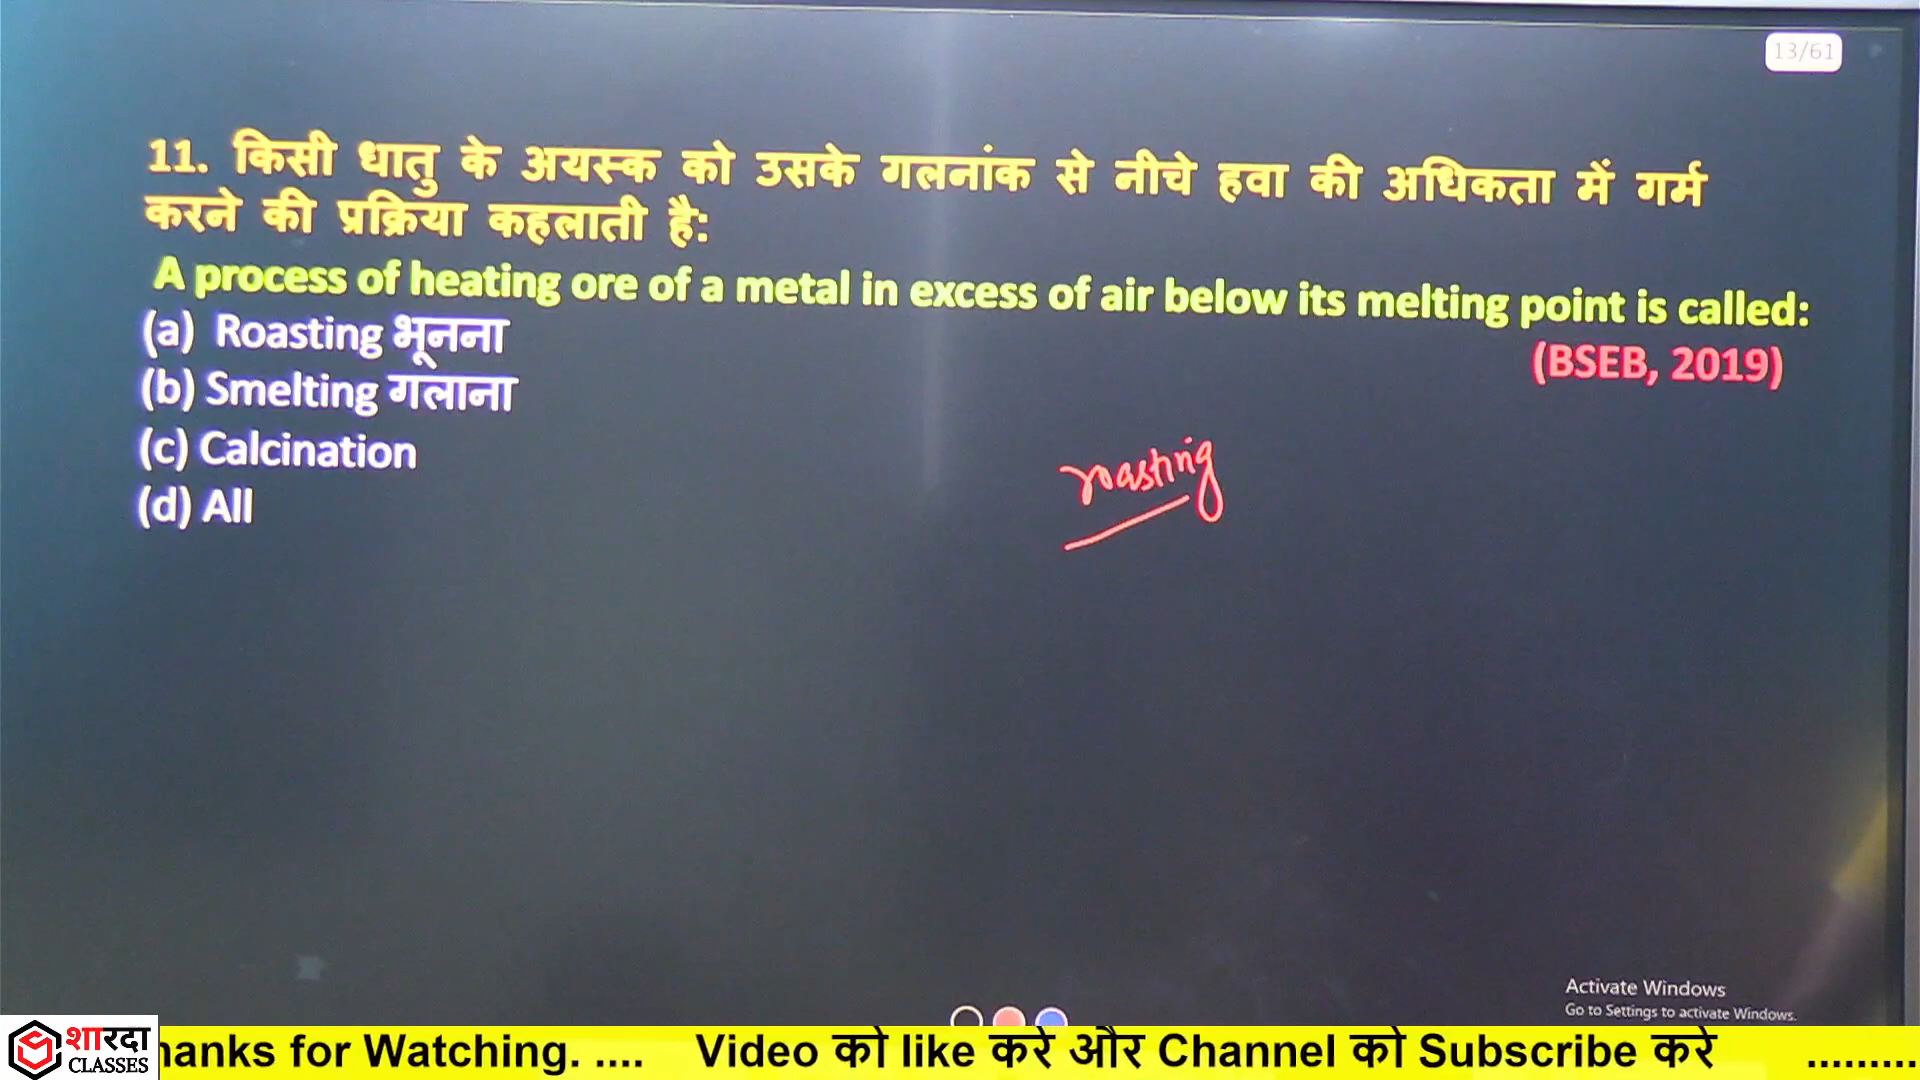 13/61
11. किसी धातु के अयस्क को उसके गलनांक से नीचे हवा की अधिकता में गर्म
करने की प्रक्रिया कहलाती है:
A process of heating ore of a metal in excess of air below its melting point is called:
(a) Roasting भूनना
(BSEB, 2019)
(b) Smelting गलाना
(c) Calcination
roasting
(d) All
Activate Windows
Go to Settings to activate Windows.
शारदा
CLASSES
hanks for Watching. .... Video को like करे और Channel को Subscribe करे .........